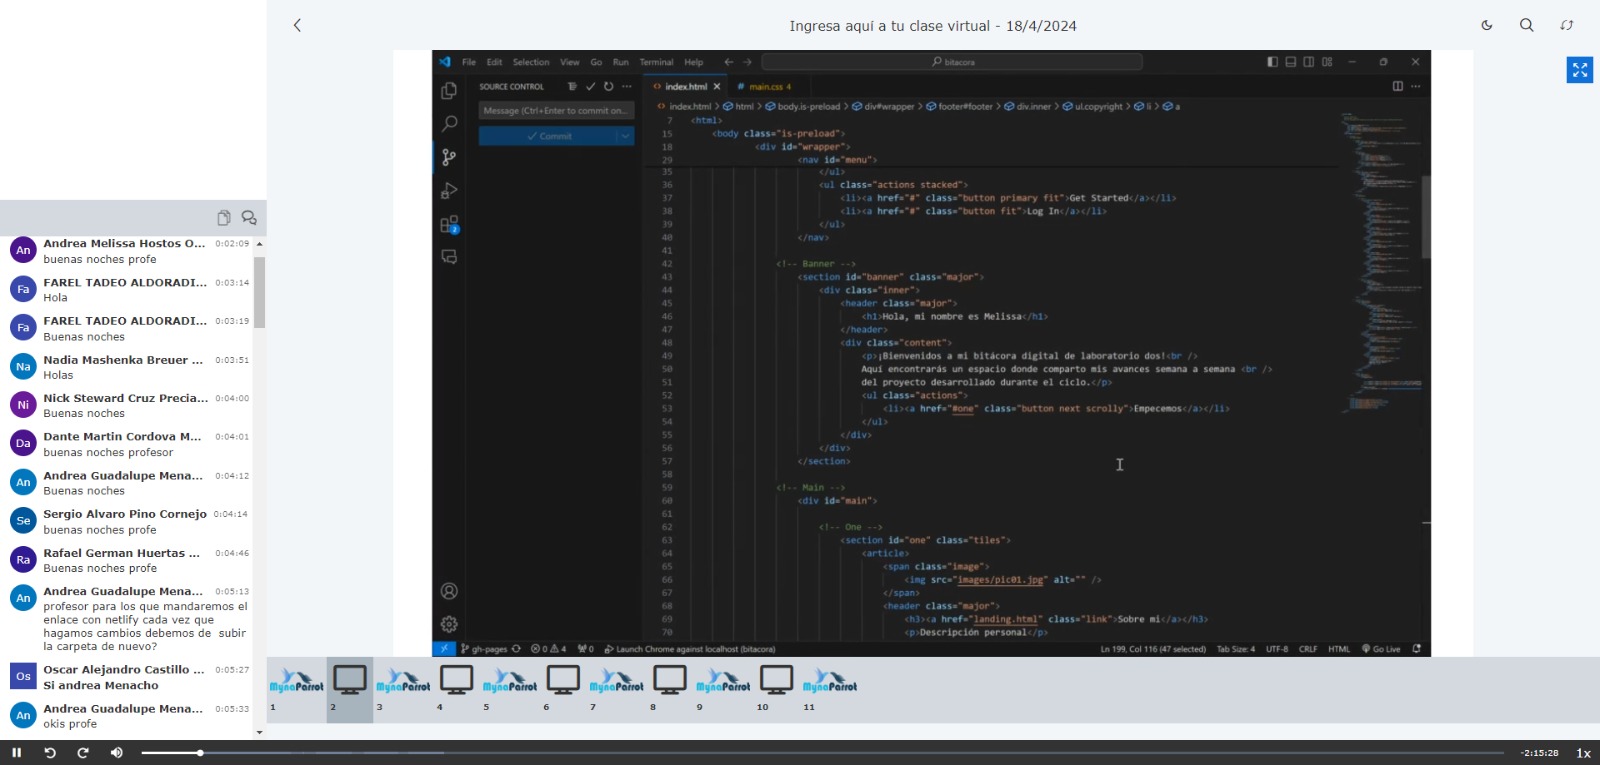 Ingresa aquí a tu clase virtual - 18/4/2024
An
Andrea Melissa Hostos O... 0:02:09
buenas noches profe
Fa
FAREL TADEO ALDORADI... 0:03:14
Hola
Fa
FAREL TADEO ALDORADI... 0:03:19
Buenas noches
Na
Nadia Mashenka Breuer ... 0:03:51
Holas
Ni
Nick Steward Cruz Precia... 0:04:00
Buenas noches
Da
Dante Martin Cordova M... 0:04:01
buenas noches profesor
An
Andrea Guadalupe Mena... 0:04:12
Buenas noches
Se
Sergio Alvaro Pino Cornejo 0:04:14
buenas noches profe
Ra
Rafael German Huertas ... 0:04:46
Buenas noches profe
An
Andrea Guadalupe Mena... 0:05:13
profesor para los que mandaremos el
enlace con netlify cada vez que
hagamos cambios debemos de subir
la carpeta de nuevo?
Os
Oscar Alejandro Castillo ... 0:05:27
Si andrea Menacho
An
Andrea Guadalupe Mena... 0:05:33
okis profe
File Edit Selection View Go Run Terminal Help
bitacora
SOURCE CONTROL
Message (Ctrl+Enter to commit on...
Commit
2
index.html
# main.css 4
index.html > html > body.is-preload > div#wrapper > footer#footer > div.inner > ul.copyright > li > a
7 <html>
15 <body class="is-preload">
18 <div id="wrapper">
29 <nav id="menu">
35 </ul>
36 <ul class="actions stacked">
37 <li><a href="#" class="button primary fit">Get Started</a></li>
38 <li><a href="#" class="button fit">Log In</a></li>
39 </ul>
40 </nav>
41
42 <!-- Banner -->
43 <section id="banner" class="major">
44 <div class="inner">
45 <header class="major">
46 <h1>Hola, mi nombre es Melissa</h1>
47 </header>
48 <div class="content">
49 <p>¡Bienvenidos a mi bitácora digital de laboratorio dos!<br />
50 Aquí encontrarás un espacio donde comparto mis avances semana a semana <br />
51 del proyecto desarrollado durante el ciclo.</p>
52 <ul class="actions">
53 <li><a href="#one" class="button next scrolly">Empecemos</a></li>
54 </ul>
55 </div>
56 </div>
57 </section>
58
59 <!-- Main -->
60 <div id="main">
61
62 <!-- One -->
63 <section id="one" class="tiles">
64 <article>
65 <span class="image">
66 <img src="images/pic01.jpg" alt="" />
67 </span>
68 <header class="major">
69 <h3><a href="landing.html" class="link">Sobre mi</a></h3>
70 <p>Descripción personal</p>
gh-pages 0 4 0 Launch Chrome against localhost (bitacora)
Ln 199, Col 116 (47 selected) Tab Size: 4 UTF-8 CRLF HTML Go Live
MynaParrot MynaParrot MynaParrot MynaParrot MynaParrot MynaParrot
1 2 3 4 5 6 7 8 9 10 11
-2:15:28 1x